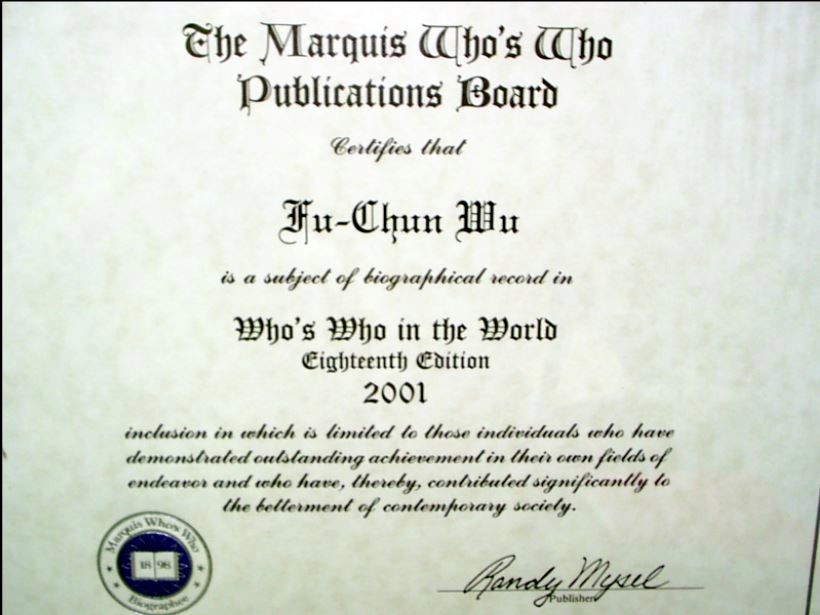 The Marquis Who's Who
Publications Board
Certifies that
Fu-Chun Wu
is a subject of biographical record in
Who's Who in the World
Eighteenth Edition
2001
inclusion in which is limited to those individuals who have
demonstrated outstanding achievement in their own fields of
endeavor and who have, thereby, contributed significantly to
the betterment of contemporary society.
Marquis Who's Who
1898
Biographee
Randy Mysel
Publisher